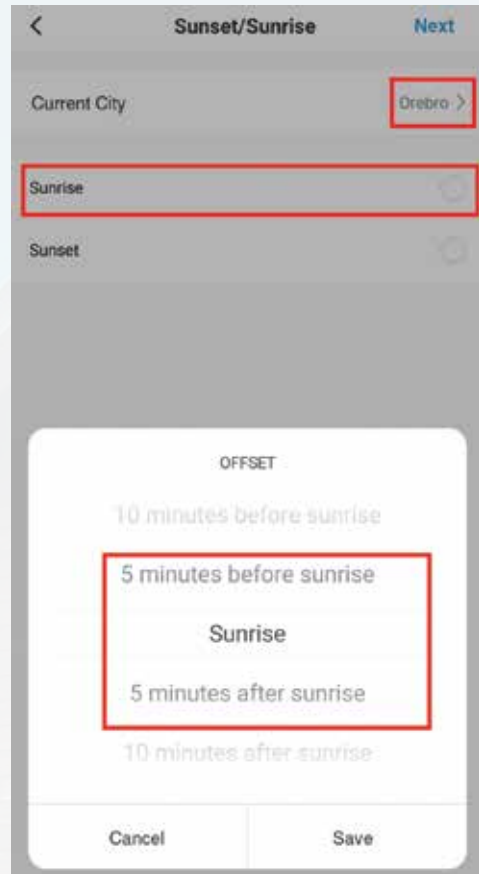 Sunset/Sunrise Next
Current City Orebro
Sunrise
Sunset
OFFSET
10 minutes before sunrise
5 minutes before sunrise
Sunrise
5 minutes after sunrise
10 minutes after sunrise
Cancel Save